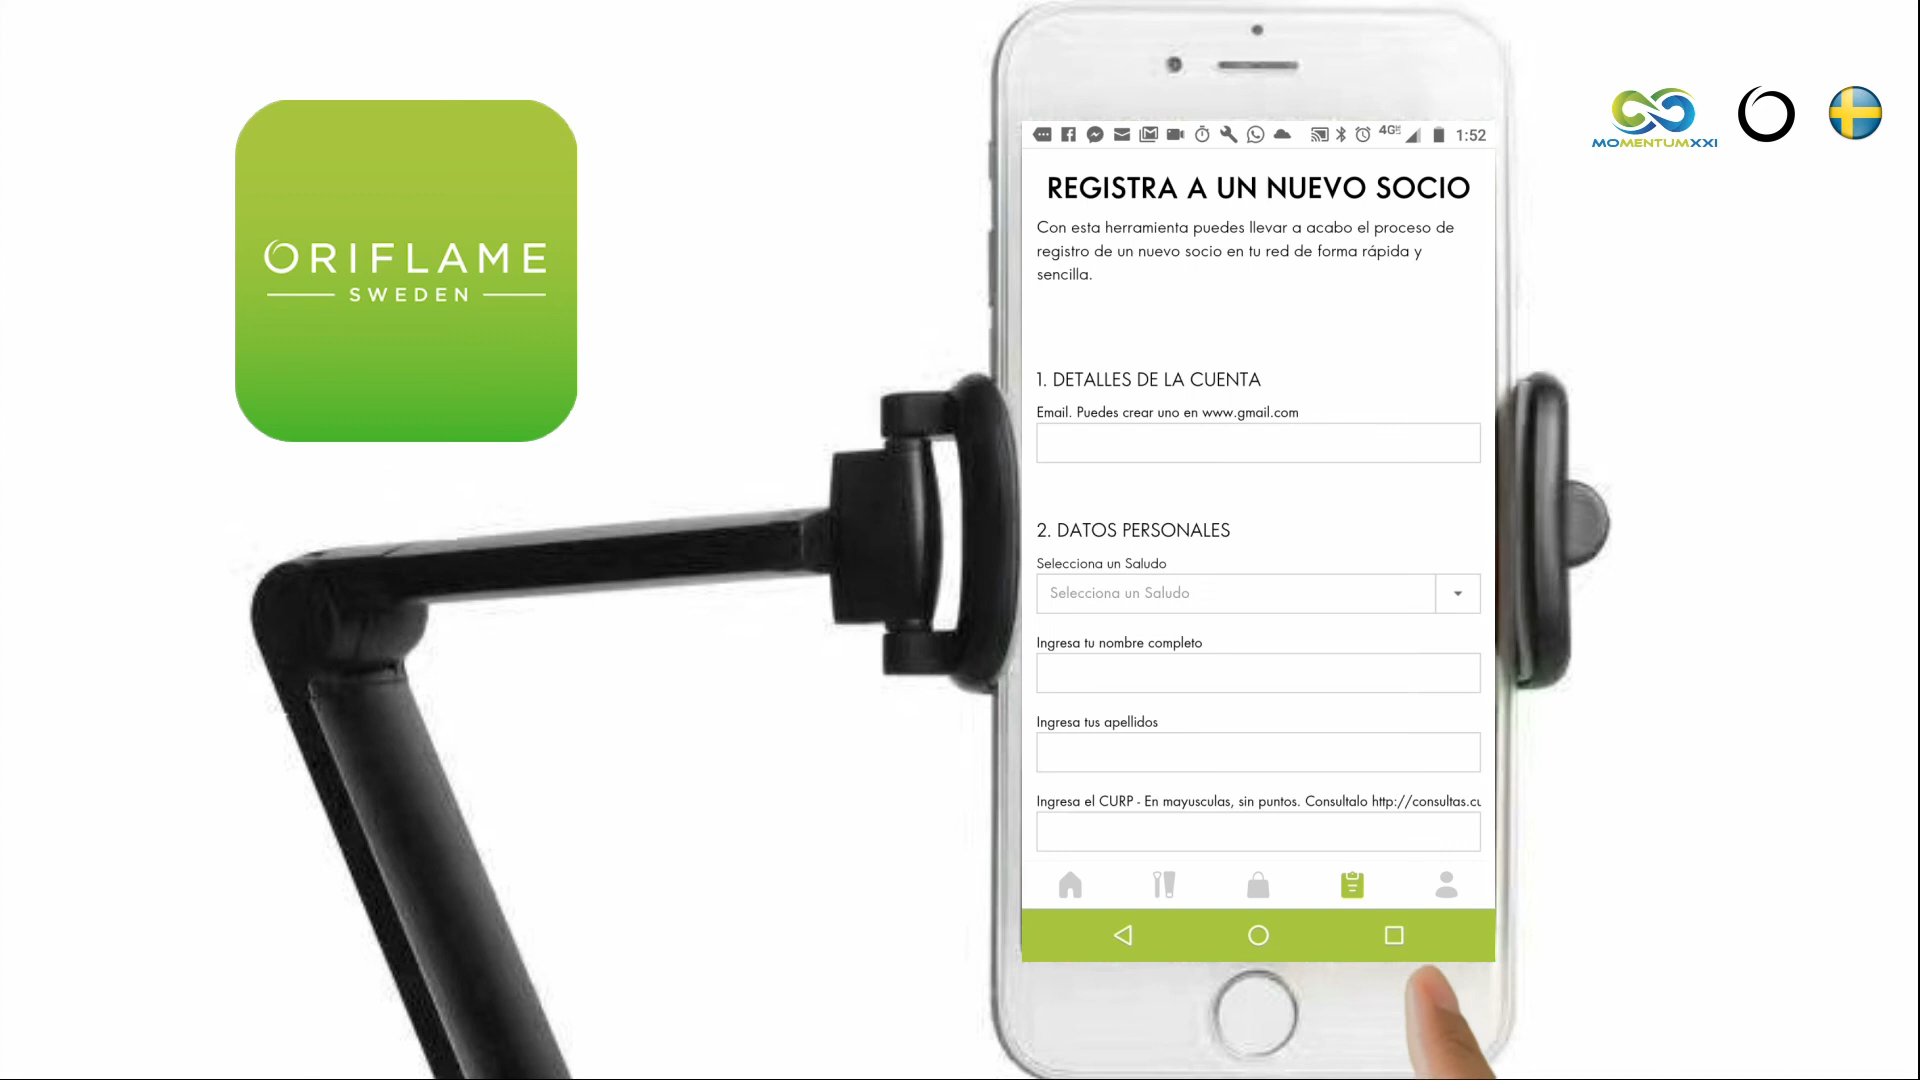 ORIFLAME
SWEDEN
MOMENTUMXXI
4G
1:52
REGISTRA A UN NUEVO SOCIO
Con esta herramienta puedes llevar a acabo el proceso de
registro de un nuevo socio en tu red de forma rápida y
sencilla.
1. DETALLES DE LA CUENTA
Email. Puedes crear uno en www.gmail.com
2. DATOS PERSONALES
Selecciona un Saludo
Selecciona un Saludo
Ingresa tu nombre completo
Ingresa tus apellidos
Ingresa el CURP - En mayusculas, sin puntos. Consultalo http://consultas.cu